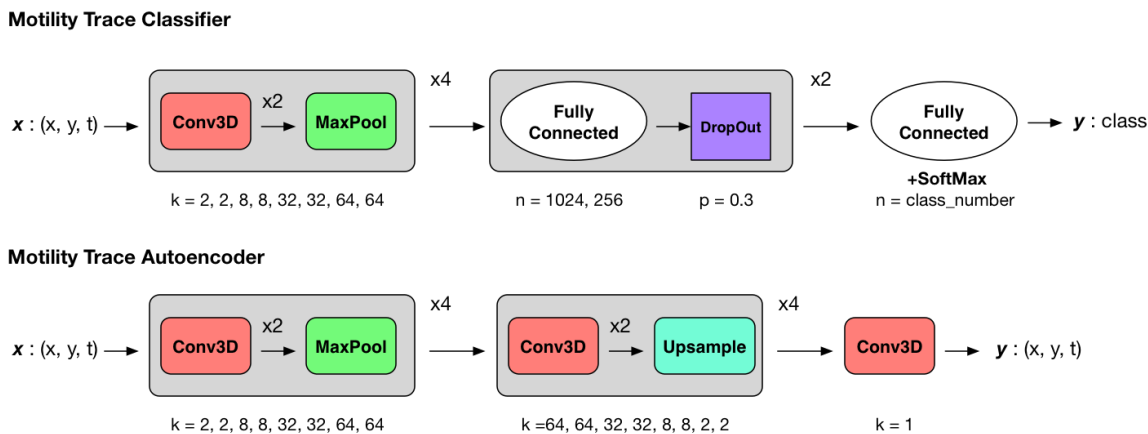 Motility Trace Classifier
x : (x, y, t)
Conv3D
x2
MaxPool
x4
Fully
Connected
DropOut
x2
Fully
Connected
y : class
+SoftMax
k = 2, 2, 8, 8, 32, 32, 64, 64
n = 1024, 256
p = 0.3
n = class_number
Motility Trace Autoencoder
x : (x, y, t)
Conv3D
x2
MaxPool
x4
Conv3D
x2
Upsample
x4
Conv3D
y : (x, y, t)
k = 2, 2, 8, 8, 32, 32, 64, 64
k =64, 64, 32, 32, 8, 8, 2, 2
k = 1